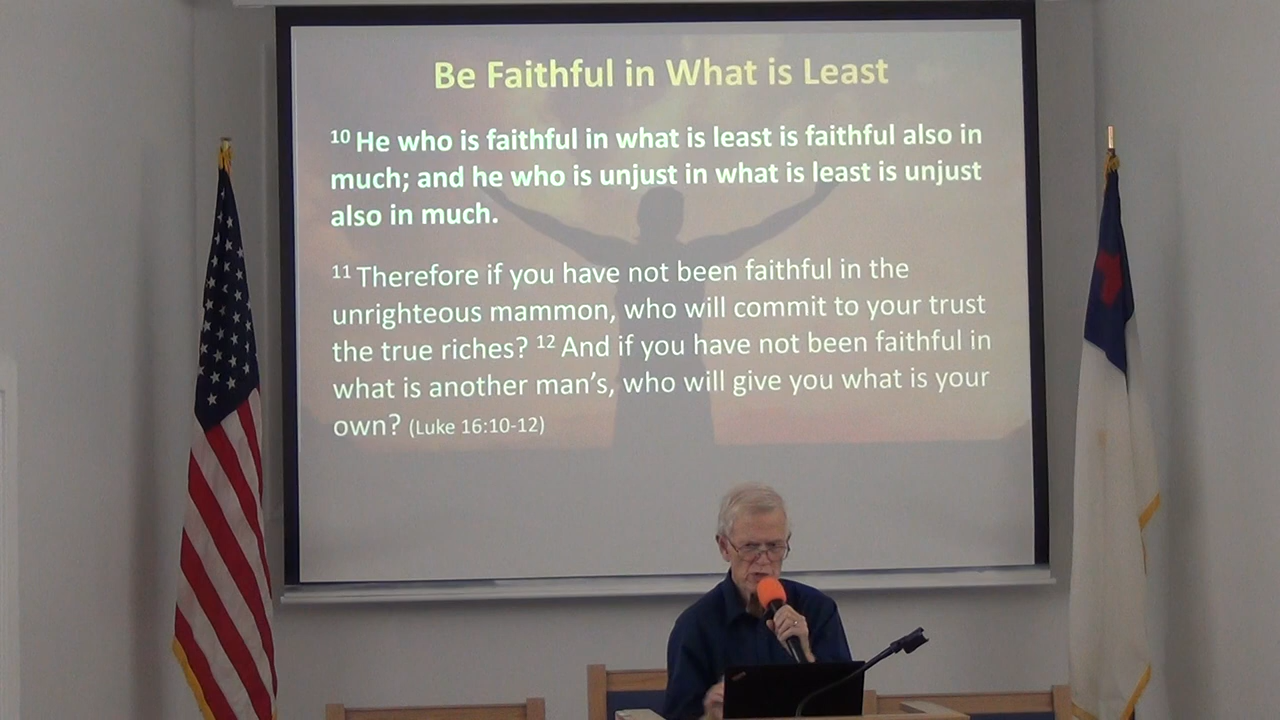 Be Faithful in What is Least
10 He who is faithful in what is least is faithful also in
much; and he who is unjust in what is least is unjust
also in much.
11 Therefore if you have not been faithful in the
unrighteous mammon, who will commit to your trust
the true riches? 12 And if you have not been faithful in
what is another man's, who will give you what is your
own? (Luke 16:10-12)